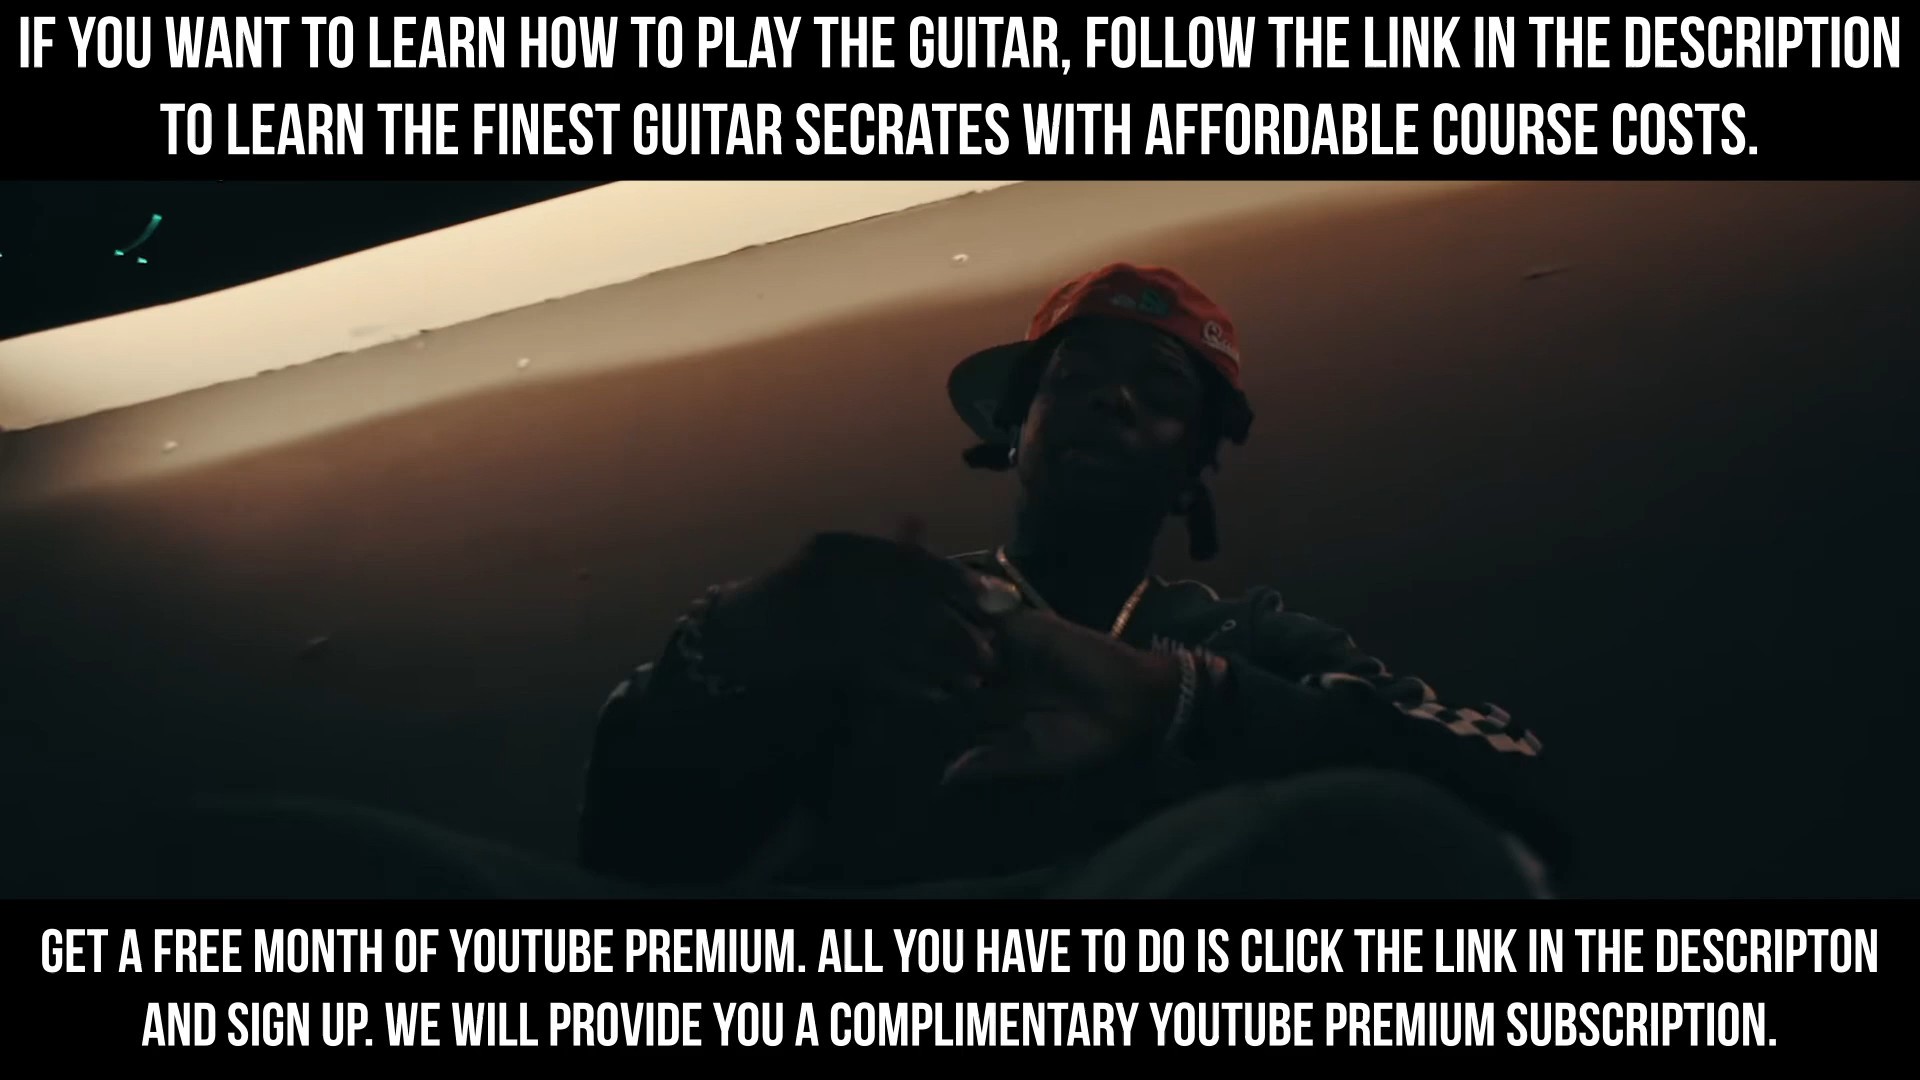 IF YOU WANT TO LEARN HOW TO PLAY THE GUITAR, FOLLOW THE LINK IN THE DESCRIPTION
TO LEARN THE FINEST GUITAR SECRATES WITH AFFORDABLE COURSE COSTS.
GET A FREE MONTH OF YOUTUBE PREMIUM. ALL YOU HAVE TO DO IS CLICK THE LINK IN THE DESCRIPTON
AND SIGN UP. WE WILL PROVIDE YOU A COMPLIMENTARY YOUTUBE PREMIUM SUBSCRIPTION.